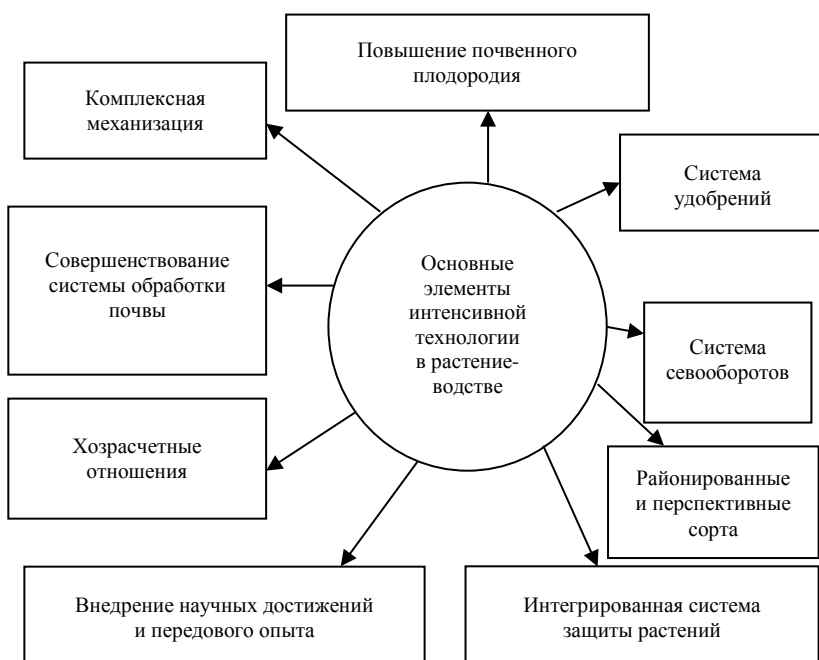 Повышение почвенного
плодородия
Комплексная
механизация
Система
удобрений
Совершенствование
системы обработки
почвы
Основные
элементы
интенсивной
технологии
в растение-
водстве
Система
севооборотов
Хозрасчетные
отношения
Районированные
и перспективные
сорта
Внедрение научных достижений
и передового опыта
Интегрированная система
защиты растений